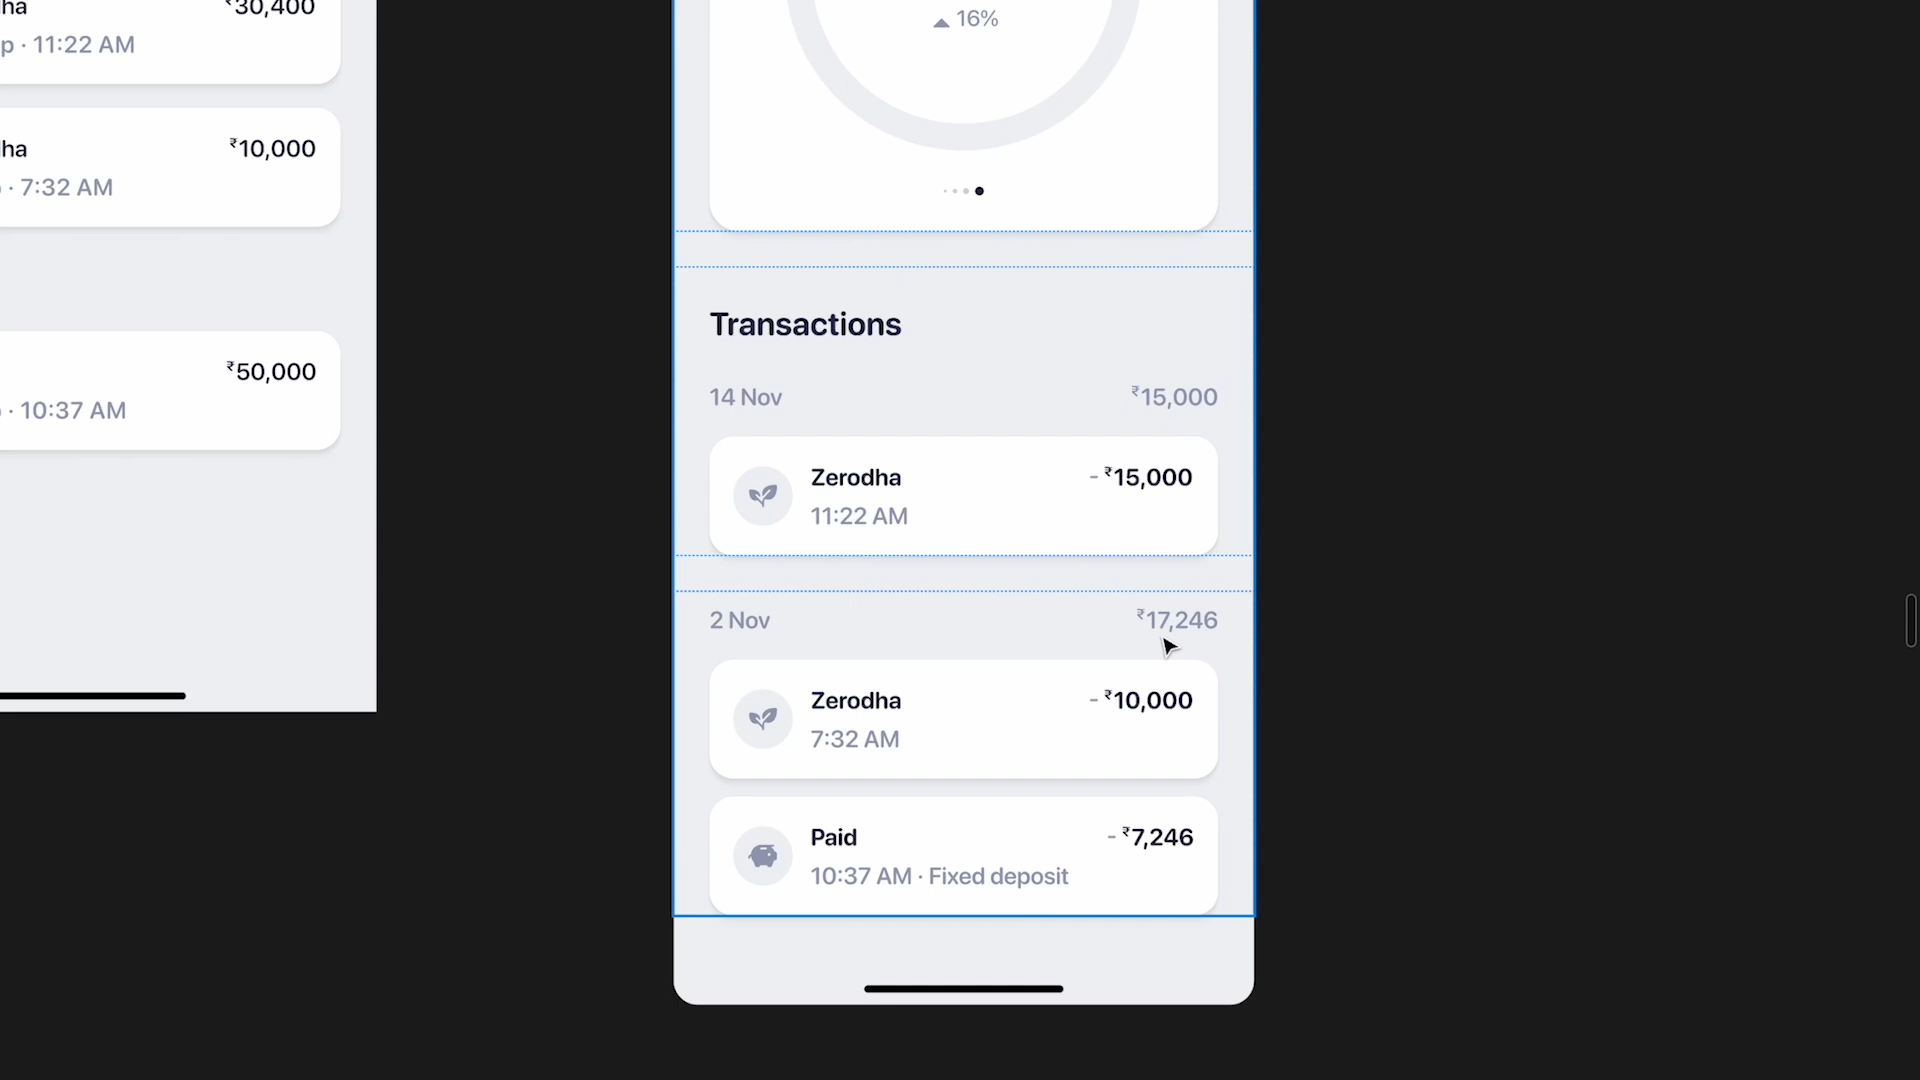 ₹30,400
· 11:22 AM
₹10,000
· 7:32 AM
₹50,000
· 10:37 AM
16%
Transactions
14 Nov ₹15,000
Zerodha - ₹15,000
11:22 AM
2 Nov ₹17,246
Zerodha - ₹10,000
7:32 AM
Paid - ₹7,246
10:37 AM · Fixed deposit